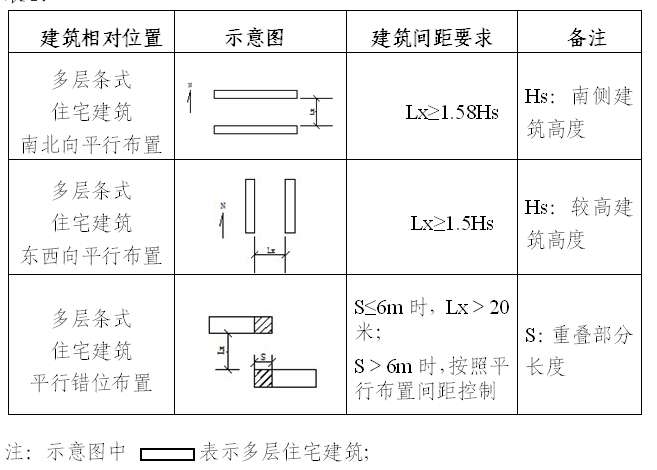 建筑相对位置 示意图 建筑间距要求 备注
多层条式
住宅建筑
南北向平行布置
N
Lx
Lx≥1.58Hs
Hs: 南侧建
筑高度
多层条式
住宅建筑
东西向平行布置
N
Lx
Lx≥1.5Hs
Hs: 较高建
筑高度
多层条式
住宅建筑
平行错位布置
Lx
S
S≤6m 时, Lx＞20
米;
S＞6m 时,按照平
行布置间距控制
S: 重叠部分
长度
注: 示意图中 表示多层住宅建筑;